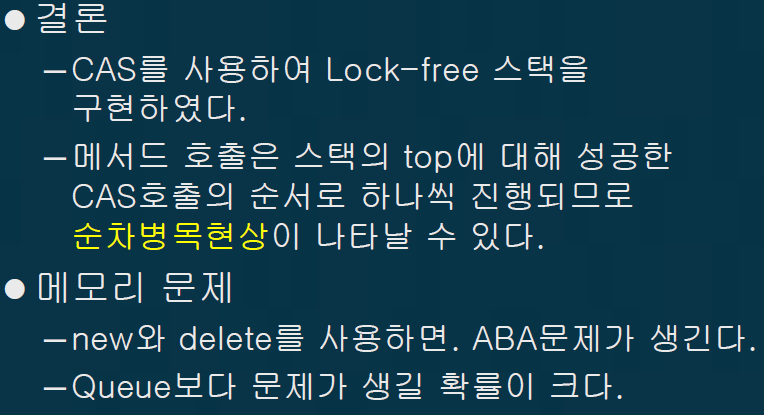 ● 결론
–CAS를 사용하여 Lock-free 스택을
구현하였다.
–메서드 호출은 스택의 top에 대해 성공한
CAS호출의 순서로 하나씩 진행되므로
순차병목현상이 나타날 수 있다.
● 메모리 문제
–new와 delete를 사용하면. ABA문제가 생긴다.
–Queue보다 문제가 생길 확률이 크다.